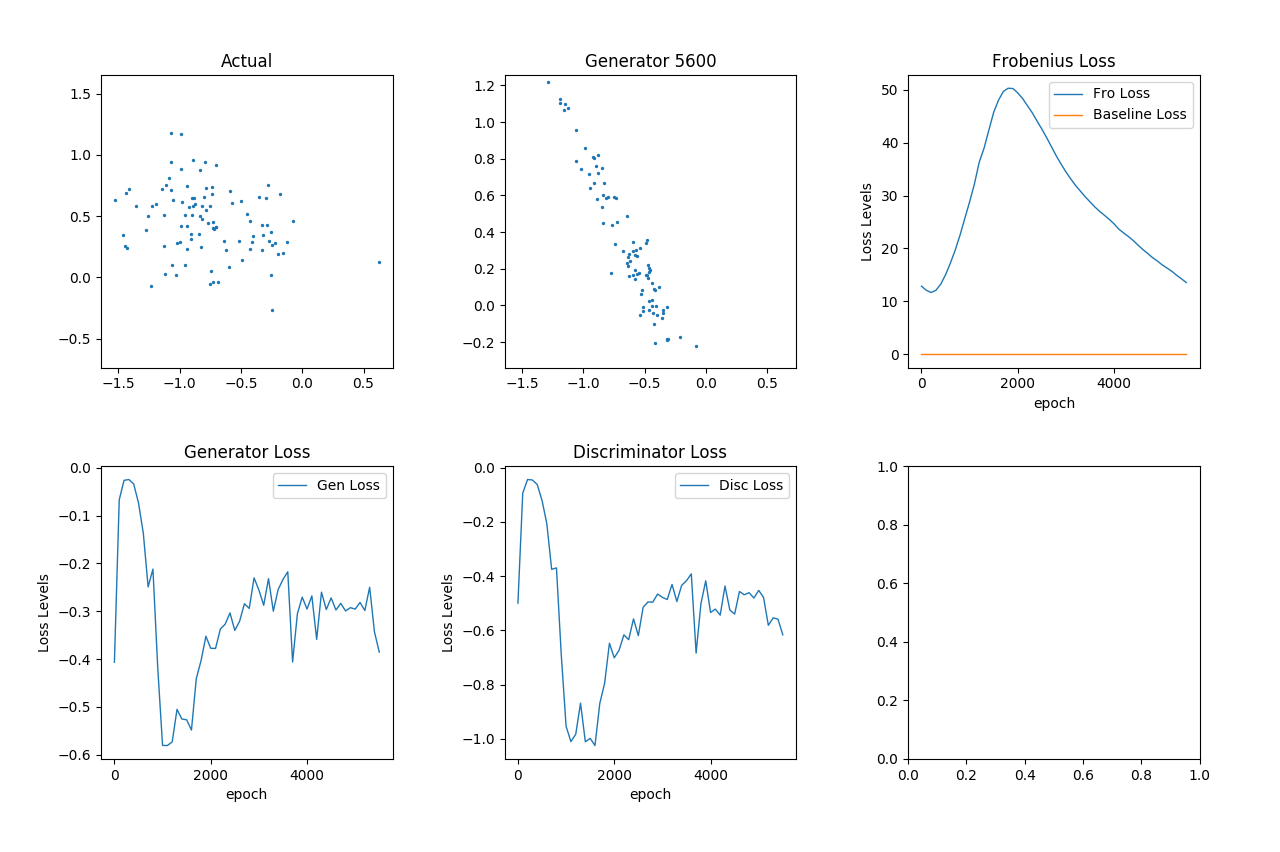 Actual
1.5
1.0
0.5
0.0
−0.5
−1.5 −1.0 −0.5 0.0 0.5
Generator 5600
1.2
1.0
0.8
0.6
0.4
0.2
0.0
−0.2
−1.5 −1.0 −0.5 0.0 0.5
Frobenius Loss
Fro Loss
Baseline Loss
Loss Levels
50
40
30
20
10
0
0 2000 4000
epoch
Generator Loss
Gen Loss
Loss Levels
0.0
−0.1
−0.2
−0.3
−0.4
−0.5
−0.6
0 2000 4000
epoch
Discriminator Loss
Disc Loss
Loss Levels
0.0
−0.2
−0.4
−0.6
−0.8
−1.0
0 2000 4000
epoch
1.0
0.8
0.6
0.4
0.2
0.0
0.0 0.2 0.4 0.6 0.8 1.0